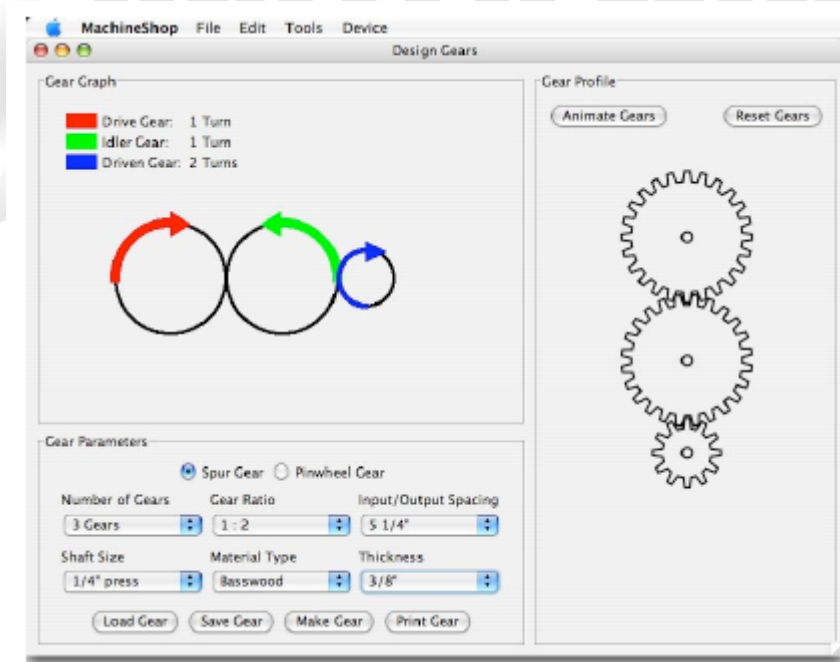 MachineShop File Edit Tools Device
Design Gears
Gear Graph
Drive Gear: 1 Turn
Idler Gear: 1 Turn
Driven Gear: 2 Turns
Gear Parameters
Spur Gear Pinwheel Gear
Number of Gears Gear Ratio Input/Output Spacing
3 Gears 1 : 2 5 1/4"
Shaft Size Material Type Thickness
1/4" press Basswood 3/8"
Load Gear Save Gear Make Gear Print Gear
Gear Profile
Animate Gears Reset Gears